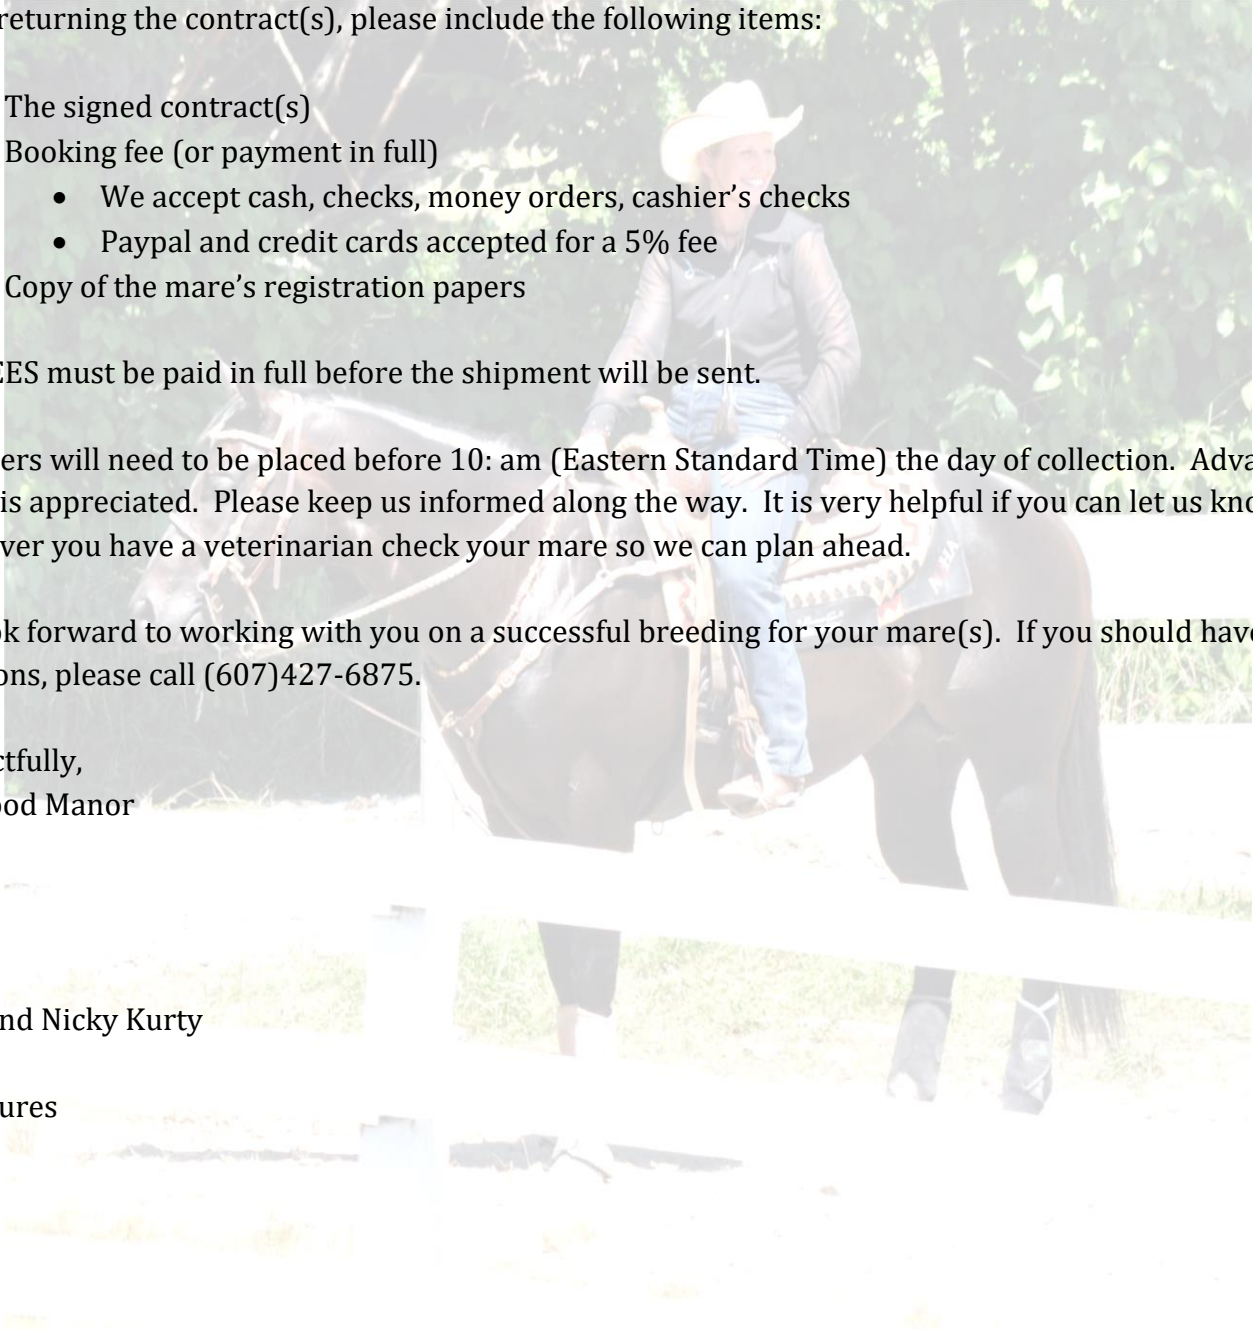 returning the contract(s), please include the following items:
The signed contract(s)
Booking fee (or payment in full)
• We accept cash, checks, money orders, cashier’s checks
• Paypal and credit cards accepted for a 5% fee
Copy of the mare’s registration papers
EES must be paid in full before the shipment will be sent.
ers will need to be placed before 10: am (Eastern Standard Time) the day of collection.  Adva
is appreciated.  Please keep us informed along the way.  It is very helpful if you can let us kno
ver you have a veterinarian check your mare so we can plan ahead.
ok forward to working with you on a successful breeding for your mare(s).  If you should have
ons, please call (607)427-6875.
ctfully,
ood Manor
nd Nicky Kurty
ures